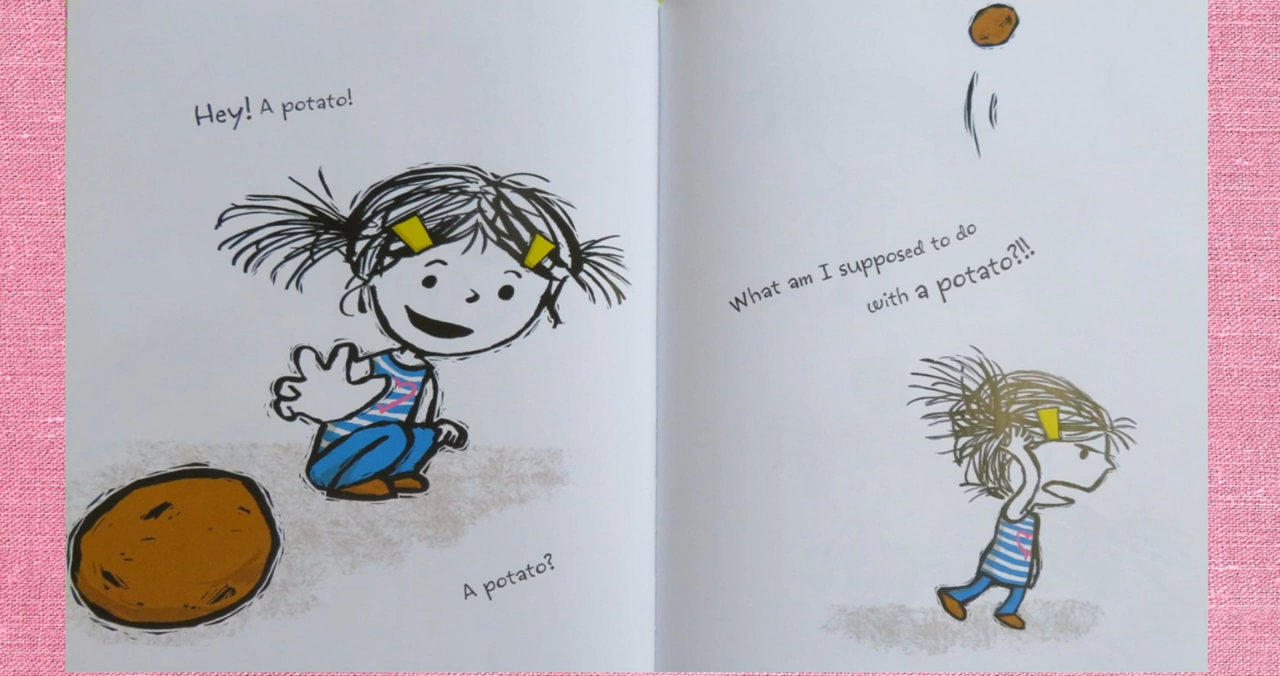 Hey! A potato!
A potato?
What am I supposed to do
with a potato?!!